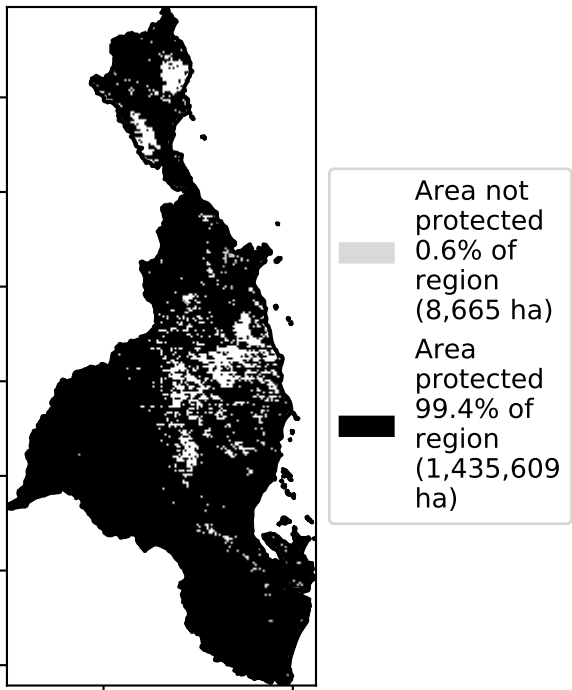 Area not
protected
0.6% of
region
(8,665 ha)
Area
protected
99.4% of
region
(1,435,609
ha)